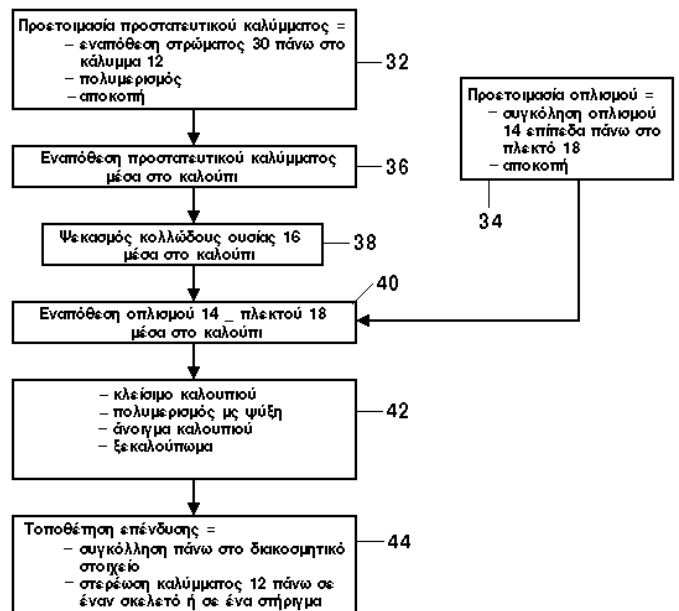 Προετοιμασία προστατευτικού καλύμματος =
– εναπόθεση στρώματος 30 πάνω στο
κάλυμμα 12
– πολυμερισμός
– αποκοπή
32
Προετοιμασία οπλισμού =
– συγκόληση οπλισμού
14 επίπεδα πάνω στο
πλεκτό 18
– αποκοπή
34
Εναπόθεση προστατευτικού καλύμματος
μέσα στο καλούπι
36
Ψεκασμός κολλώδους ουσίας 16
μέσα στο καλούπι
38
40
Εναπόθεση οπλισμού 14 _ πλεκτού 18
μέσα στο καλούπι
– κλείσιμο καλουπιού
– πολυμερισμός μς ψύξη
– άνοιγμα καλουπιού
– ξεκαλούπωμα
42
Τοποθέτηση επένδυσης =
– συγκόλληση πάνω στο διακοσμητικό
στοιχείο
– στερέωση καλύμματος 12 πάνω σε
έναν σκελετό ή σε ένα στήριγμα
44